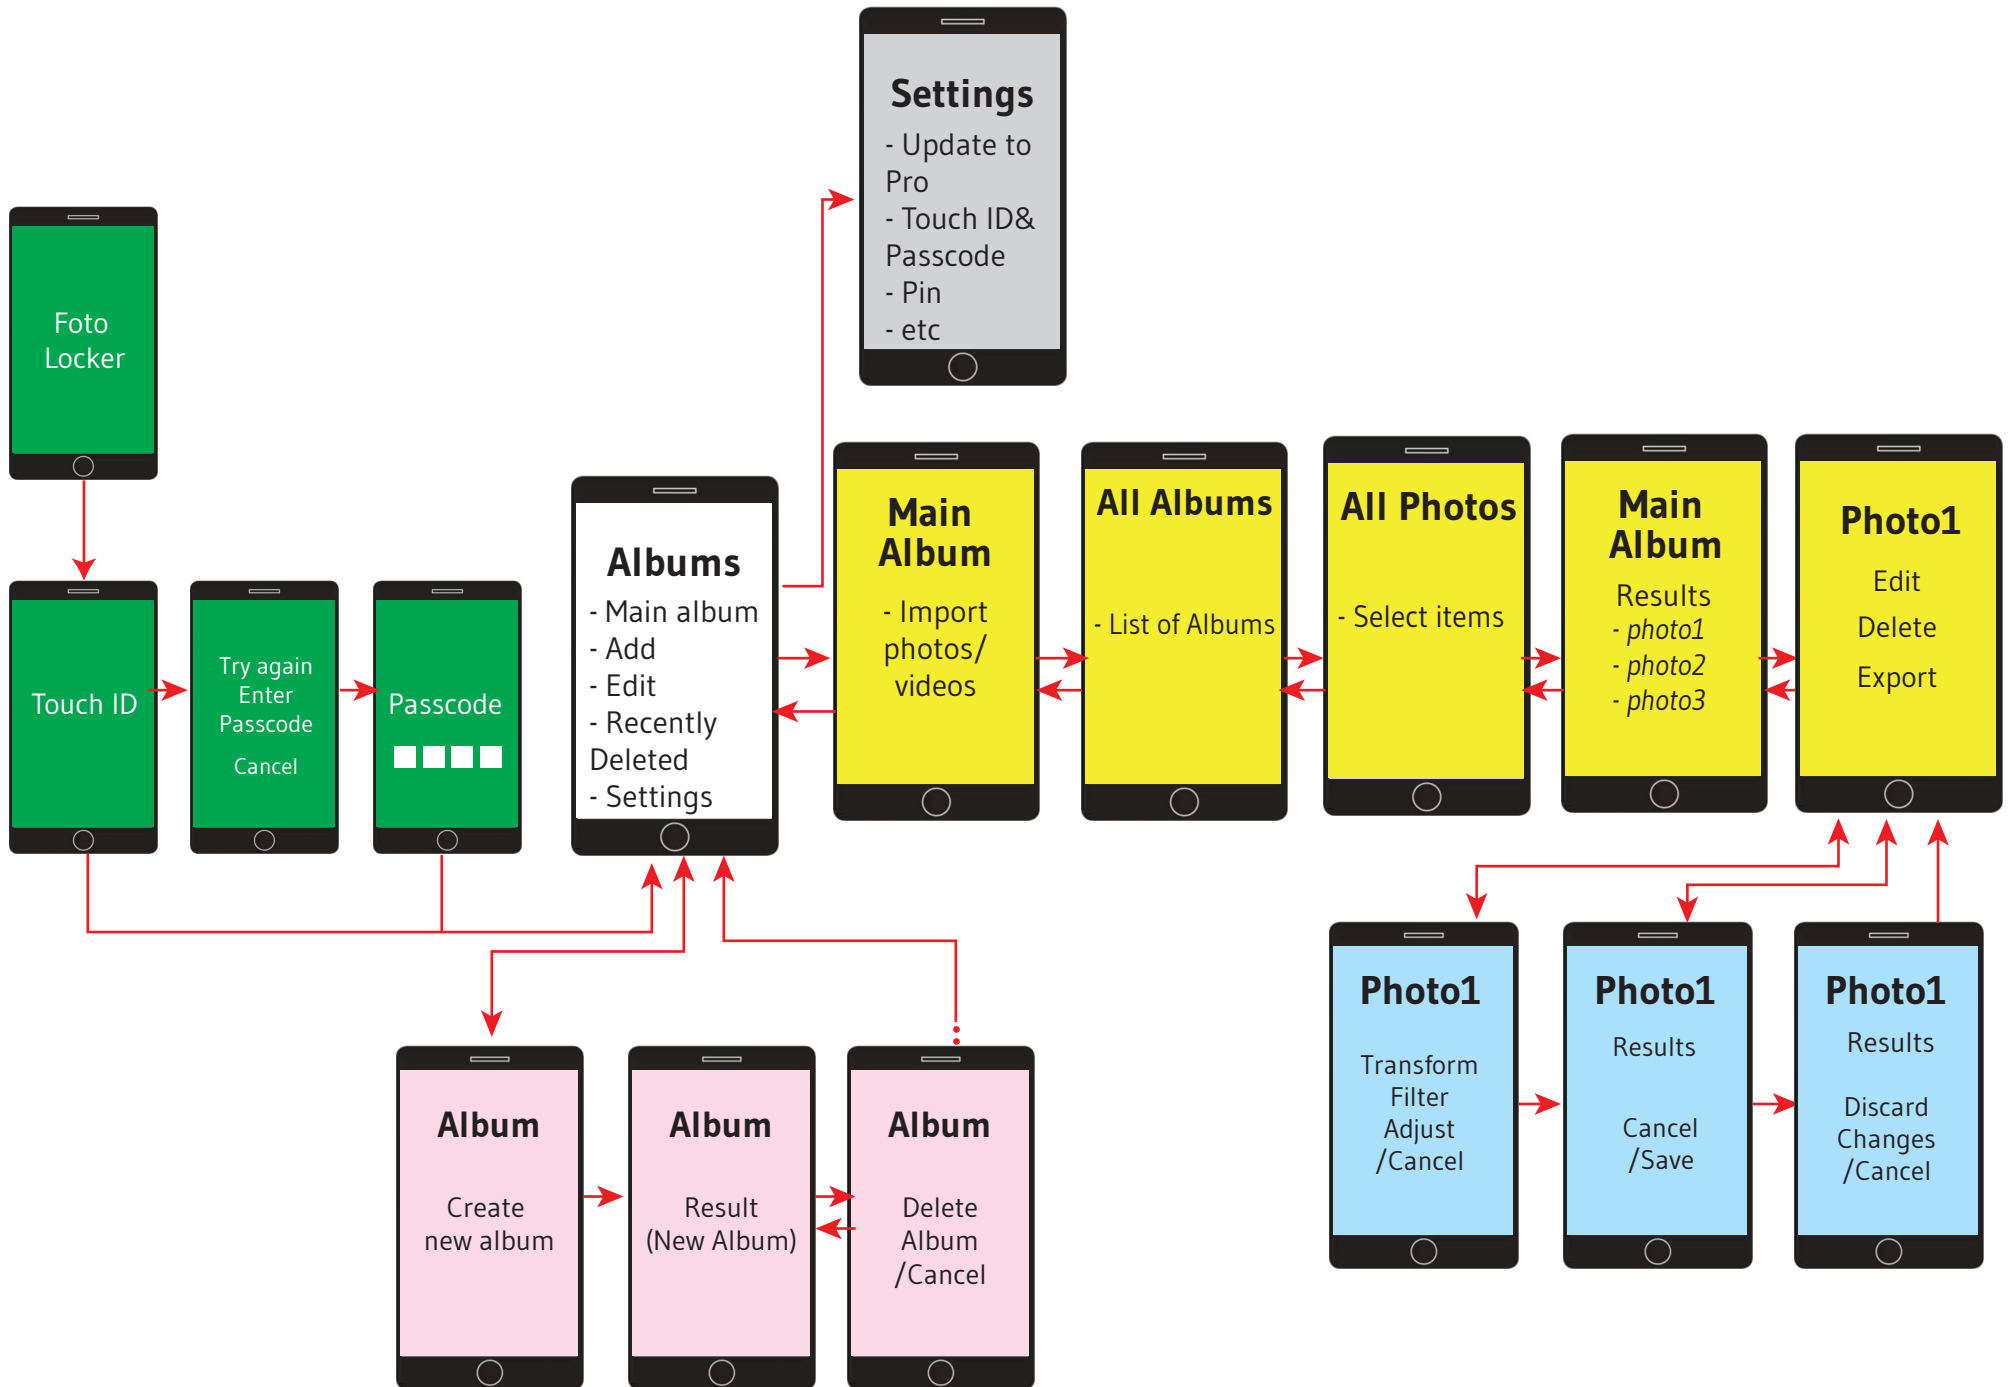 Settings
- Update to
Pro
- Touch ID&
Passcode
- Pin
- etc
Foto
Locker
Touch ID
Try again
Enter
Passcode
Cancel
Passcode
Albums
- Main album
- Add
- Edit
- Recently
Deleted
- Settings
Main
Album
- Import
photos/
videos
All Albums
- List of Albums
All Photos
- Select items
Main
Album
Results
- photo1
- photo2
- photo3
Photo1
Edit
Delete
Export
Album
Create
new album
Album
Result
(New Album)
Album
Delete
Album
/Cancel
Photo1
Transform
Filter
Adjust
/Cancel
Photo1
Results
Cancel
/Save
Photo1
Results
Discard
Changes
/Cancel